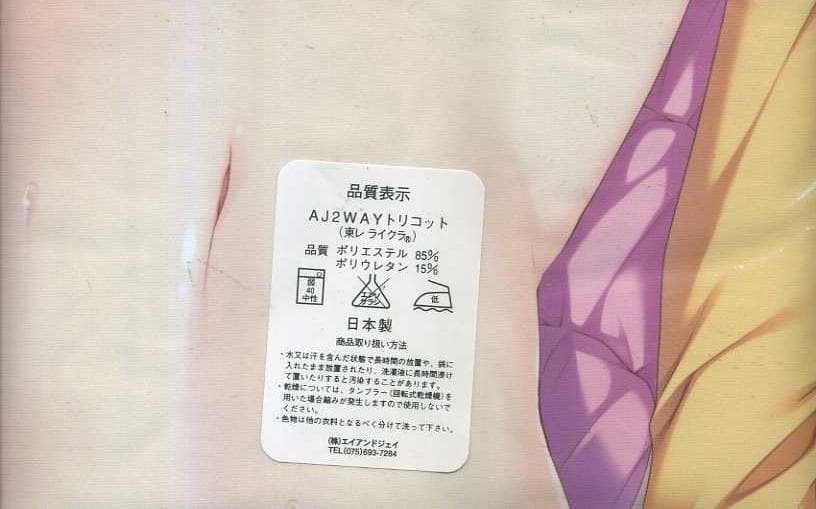 品質表示
AJ2WAYトリコット
(東レ ライクラ®)
品質 ポリエステル 85%
ポリウレタン 15%
弱
40
中性
エンソ
サラシ
低
日本製
商品取り扱い方法
・水又は汗を含んだ状態で長時間の放置や、袋に
入れたまま放置されたり、洗濯液に長時間浸け
て置いたりすると汚染することがあります。
・乾燥については、タンブラー(回転式乾燥機)を
用いた場合縮みが発生しますので使用しないで
ください。
・色物は他の衣料となるべく分けて洗って下さい。
(株)エイアンドジェイ
TEL(075)693-7284